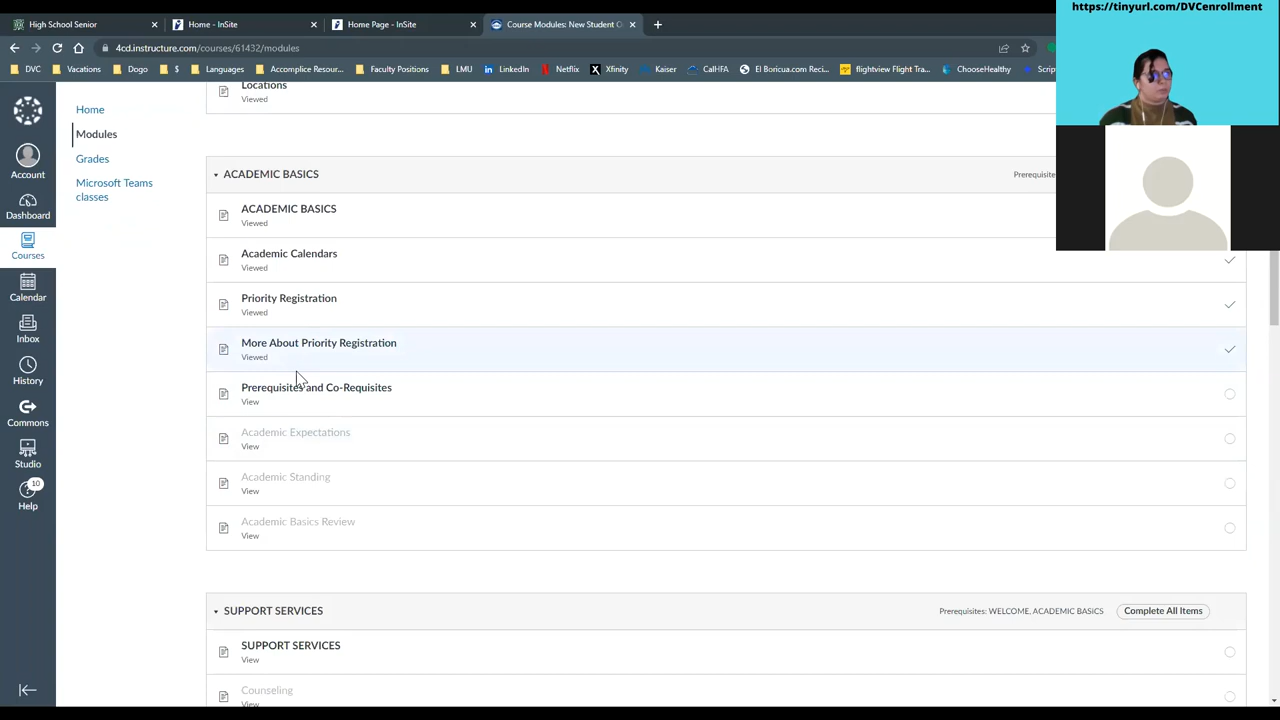 https://tinyurl.com/DVCenrollment
High School Senior
Home - InSite
Home Page - InSite
Course Modules: New Student O
4cd.instructure.com/courses/61432/modules
DVC
Vacations
Dogo
$
Languages
Accomplice Resour...
Faculty Positions
LMU
LinkedIn
Netflix
Xfinity
Kaiser
CalHFA
El Boricua.com Reci...
flightview Flight Tra...
ChooseHealthy
Scrip
Account
Dashboard
Courses
Calendar
Inbox
History
Commons
Studio
10
Help
Home
Modules
Grades
Microsoft Teams
classes
Locations
Viewed
ACADEMIC BASICS
Prerequisite
ACADEMIC BASICS
Viewed
Academic Calendars
Viewed
Priority Registration
Viewed
More About Priority Registration
Viewed
Prerequisites and Co-Requisites
View
Academic Expectations
View
Academic Standing
View
Academic Basics Review
View
SUPPORT SERVICES
Prerequisites: WELCOME, ACADEMIC BASICS
Complete All Items
SUPPORT SERVICES
View
Counseling
View